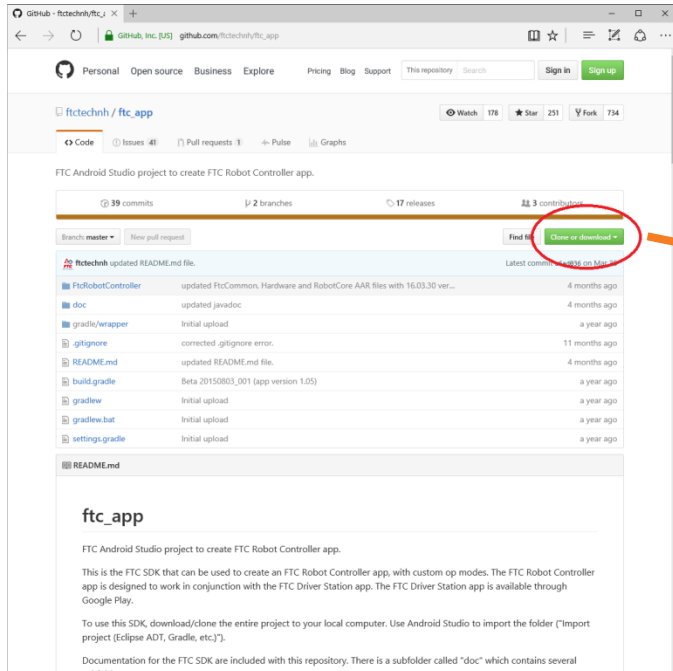 GitHub - ftctechnh/ftc_a
GitHub, Inc. [US] github.com/ftctechnh/ftc_app
Personal Open source Business Explore Pricing Blog Support This repository Search Sign in Sign up
ftctechnh / ftc_app Watch 178 Star 251 Fork 734
Code Issues 41 Pull requests 1 Pulse Graphs
FTC Android Studio project to create FTC Robot Controller app.
39 commits 2 branches 17 releases 3 contributors
Branch: master New pull request Find file Clone or download
ftctechnh updated README.md file. Latest commit on Mar
FtcRobotController updated FtcCommon, Hardware and RobotCore AAR files with 16.03.30 ver... 4 months ago
doc updated javadoc 4 months ago
gradle/wrapper Initial upload a year ago
.gitignore corrected .gitignore error. 11 months ago
README.md updated README.md file. 4 months ago
build.gradle Beta 20150803_001 (app version 1.05) a year ago
gradlew Initial upload a year ago
gradlew.bat Initial upload a year ago
settings.gradle Initial upload a year ago
README.md
ftc_app
FTC Android Studio project to create FTC Robot Controller app.
This is the FTC SDK that can be used to create an FTC Robot Controller app, with custom op modes. The FTC Robot Controller
app is designed to work in conjunction with the FTC Driver Station app. The FTC Driver Station app is available through
Google Play.
To use this SDK, download/clone the entire project to your local computer. Use Android Studio to import the folder ("Import
project (Eclipse ADT, Gradle, etc.)").
Documentation for the FTC SDK are included with this repository. There is a subfolder called "doc" which contains several